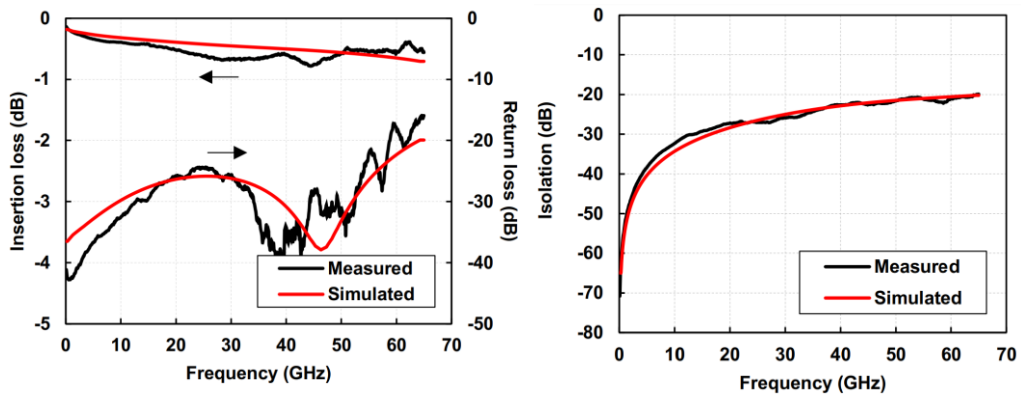 0
-1
-2
-3
-4
-5
Insertion loss (dB)
0
-10
-20
-30
-40
-50
Return loss (dB)
Measured
Simulated
0 10 20 30 40 50 60 70
Frequency (GHz)
0
-10
-20
-30
-40
-50
-60
-70
-80
Isolation (dB)
Measured
Simulated
0 10 20 30 40 50 60 70
Frequency (GHz)